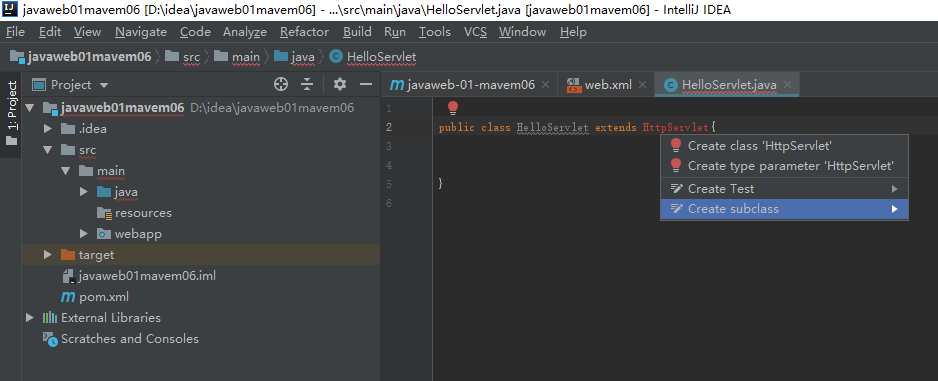 javaweb01mavem06 [D:\idea\javaweb01mavem06] - ...\src\main\java\HelloServlet.java [javaweb01mavem06] - IntelliJ IDEA
File Edit View Navigate Code Analyze Refactor Build Run Tools VCS Window Help
javaweb01mavem06 src main java HelloServlet
1: Project
Project
javaweb-01-mavem06 web.xml HelloServlet.java
javaweb01mavem06 D:\idea\javaweb01mavem06
.idea
src
main
java
resources
webapp
target
javaweb01mavem06.iml
pom.xml
External Libraries
Scratches and Consoles
1
2 public class HelloServlet extends HttpServlet{
3
4
5 }
6
Create class 'HttpServlet'
Create type parameter 'HttpServlet'
Create Test
Create subclass